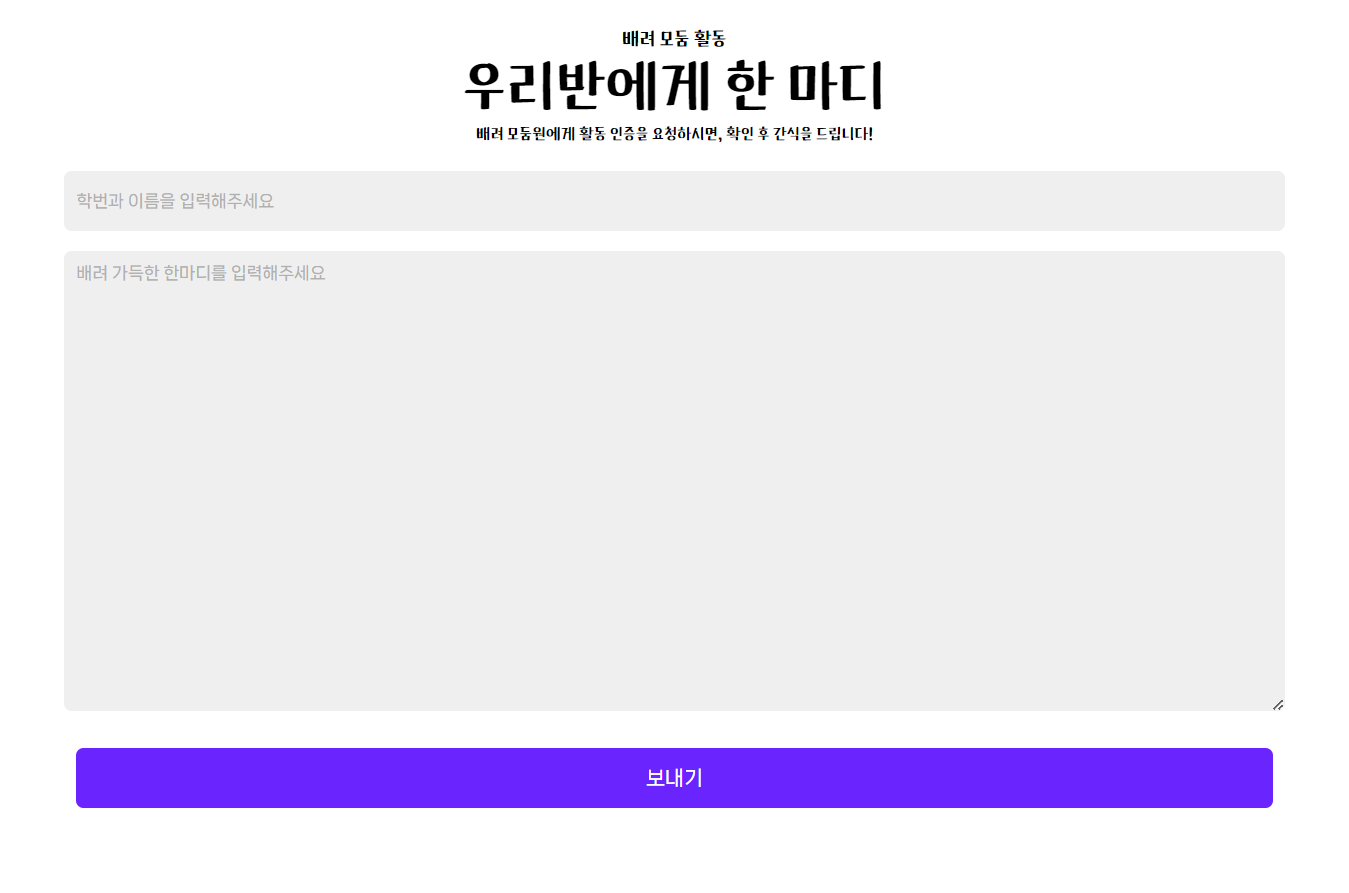 배려 모둠 활동
우리반에게 한 마디
배려 모둠원에게 활동 인증을 요청하시면, 확인 후 간식을 드립니다!
학번과 이름을 입력해주세요
배려 가득한 한마디를 입력해주세요
보내기